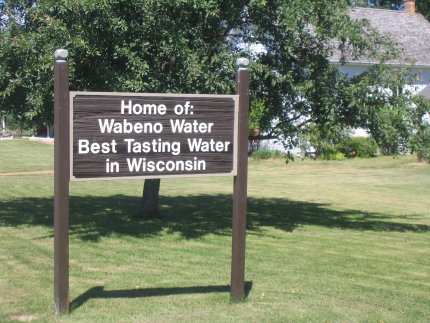 Home of:
Wabeno Water
Best Tasting Water
in Wisconsin